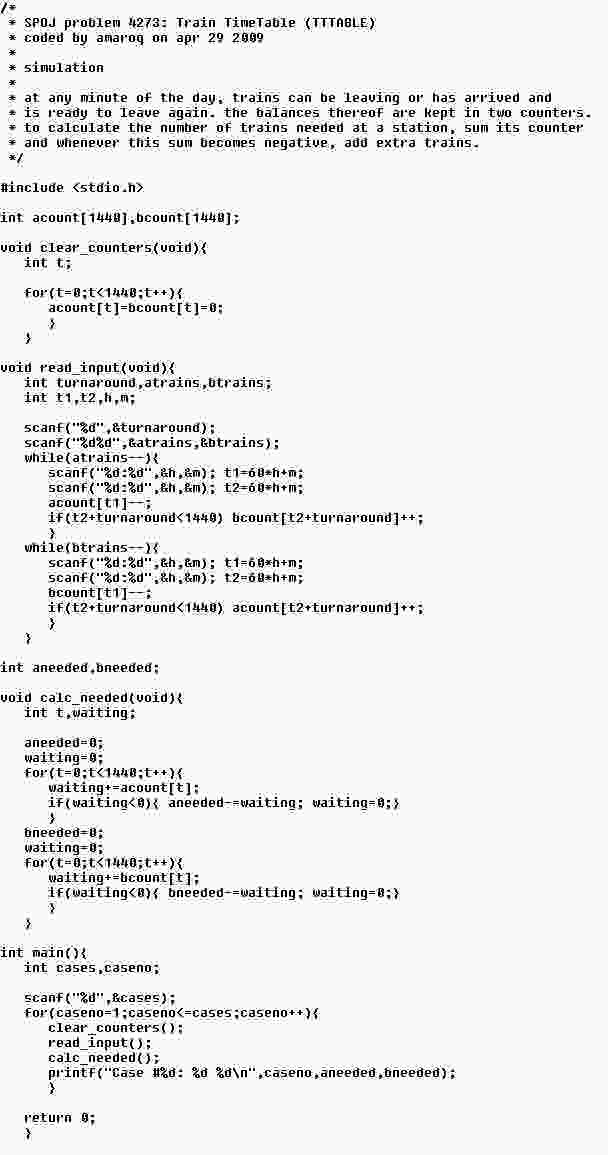 /*
 * SPOJ problem 4273: Train TimeTable (TTTABLE)
 * coded by amaroq on apr 29 2009
 *
 * simulation
 *
 * at any minute of the day, trains can be leaving or has arrived and
 * is ready to leave again. the balances thereof are kept in two counters.
 * to calculate the number of trains needed at a station, sum its counter
 * and whenever this sum becomes negative, add extra trains.
 */

#include <stdio.h>

int acount[1440],bcount[1440];

void clear_counters(void){
   int t;

   for(t=0;t<1440;t++){
      acount[t]=bcount[t]=0;
      }
   }

void read_input(void){
   int turnaround,atrains,btrains;
   int t1,t2,h,m;

   scanf("%d",&turnaround);
   scanf("%d%d",&atrains,&btrains);
   while(atrains--){
      scanf("%d:%d",&h,&m); t1=60*h+m;
      scanf("%d:%d",&h,&m); t2=60*h+m;
      acount[t1]--;
      if(t2+turnaround<1440) bcount[t2+turnaround]++;
      }
   while(btrains--){
      scanf("%d:%d",&h,&m); t1=60*h+m;
      scanf("%d:%d",&h,&m); t2=60*h+m;
      bcount[t1]--;
      if(t2+turnaround<1440) acount[t2+turnaround]++;
      }
   }

int aneeded,bneeded;

void calc_needed(void){
   int t,waiting;

   aneeded=0;
   waiting=0;
   for(t=0;t<1440;t++){
      waiting+=acount[t];
      if(waiting<0){ aneeded-=waiting; waiting=0;}
      }
   bneeded=0;
   waiting=0;
   for(t=0;t<1440;t++){
      waiting+=bcount[t];
      if(waiting<0){ bneeded-=waiting; waiting=0;}
      }
   }

int main(){
   int cases,caseno;

   scanf("%d",&cases);
   for(caseno=1;caseno<=cases;caseno++){
      clear_counters();
      read_input();
      calc_needed();
      printf("Case #%d: %d %d\n",caseno,aneeded,bneeded);
      }

   return 0;
   }